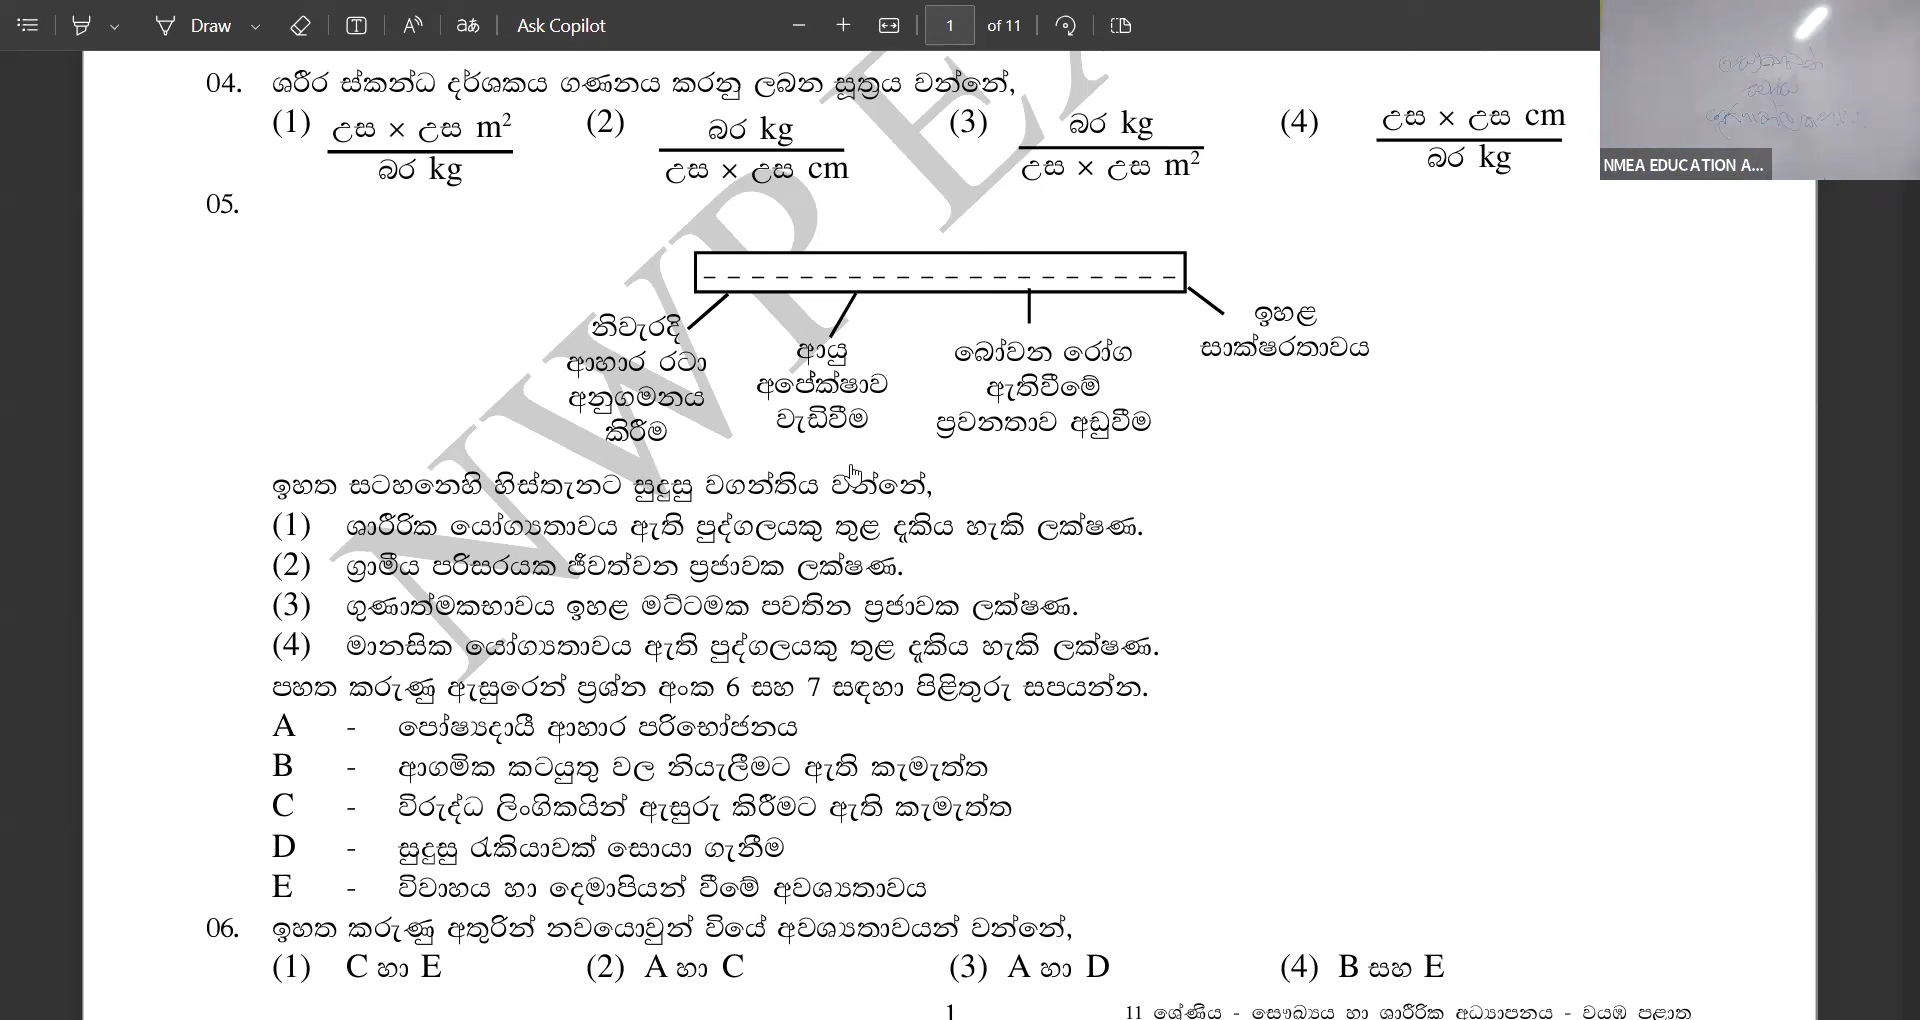 Draw Ask Copilot 1 of 11
NMEA EDUCATION A...
04. ශරීර ස්කන්ධ දර්ශකය ගණනය කරනු ලබන සූත්‍රය වන්නේ,
(1) උස × උස m² / බර kg (2) බර kg / උස × උස cm (3) බර kg / උස × උස m² (4) උස × උස cm / බර kg
05.
නිවැරදි ආහාර රටා අනුගමනය කිරීම
ආයු අපේක්ෂාව වැඩිවීම
බෝවන රෝග ඇතිවීමේ ප්‍රවනතාව අඩුවීම
ඉහළ සාක්ෂරතාවය
ඉහත සටහනෙහි හිස්තැනට සුදුසු වගන්තිය වන්නේ,
(1) ශාරීරික යෝග්‍යතාවය ඇති පුද්ගලයකු තුළ දැකිය හැකි ලක්ෂණ.
(2) ග්‍රාමීය පරිසරයක ජීවත්වන ප්‍රජාවක ලක්ෂණ.
(3) ගුණාත්මකභාවය ඉහළ මට්ටමක පවතින ප්‍රජාවක ලක්ෂණ.
(4) මානසික යෝග්‍යතාවය ඇති පුද්ගලයකු තුළ දැකිය හැකි ලක්ෂණ.
පහත කරුණු ඇසුරෙන් ප්‍රශ්න අංක 6 සහ 7 සඳහා පිළිතුරු සපයන්න.
A - පෝෂ්‍යදායී ආහාර පරිභෝජනය
B - ආගමික කටයුතු වල නියැලීමට ඇති කැමැත්ත
C - විරුද්ධ ලිංගිකයින් ඇසුරු කිරීමට ඇති කැමැත්ත
D - සුදුසු රැකියාවක් සොයා ගැනීම
E - විවාහය හා දෙමාපියන් වීමේ අවශ්‍යතාවය
06. ඉහත කරුණු අතුරින් නවයොවුන් වියේ අවශ්‍යතාවයන් වන්නේ,
(1) C හා E (2) A හා C (3) A හා D (4) B සහ E
1 11 ශ්‍රේණිය - සෞඛ්‍යය හා ශාරීරික අධ්‍යාපනය - වයඹ පළාත
NWP EX